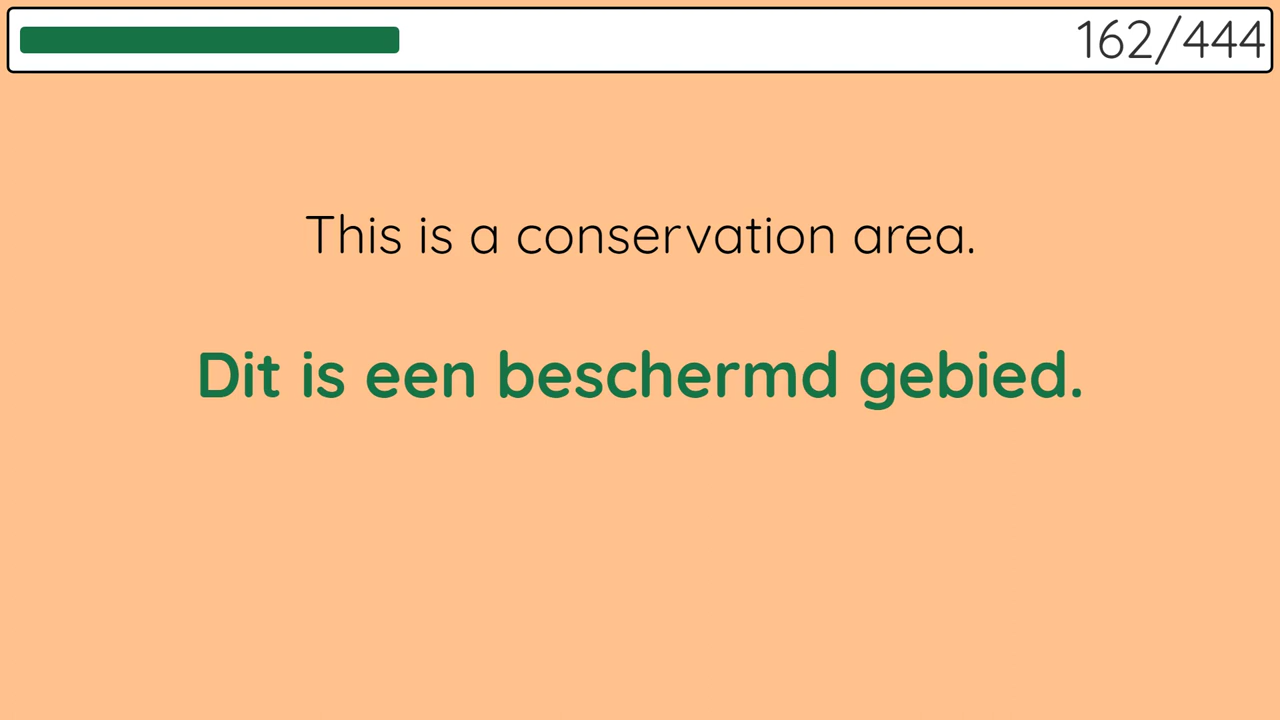 162/444
This is a conservation area.
Dit is een beschermd gebied.